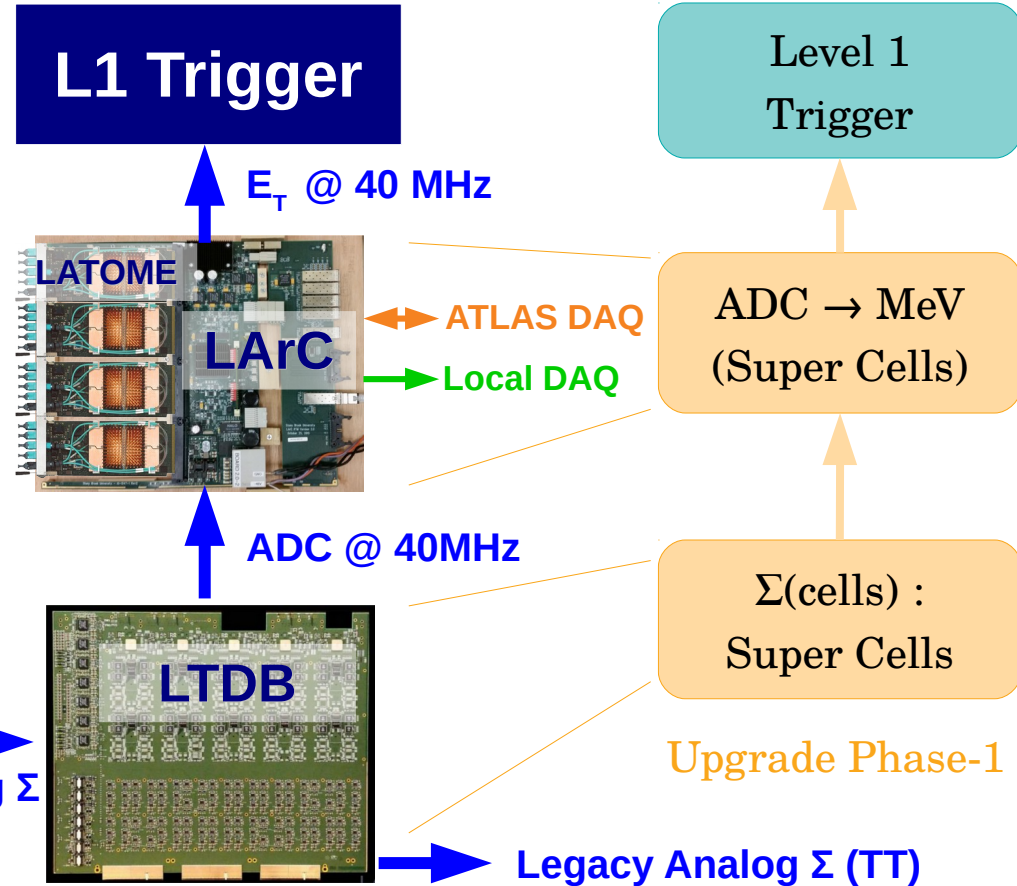 L1 Trigger
Level 1
Trigger
E_T @ 40 MHz
LATOME
LArC
ATLAS DAQ
Local DAQ
ADC → MeV
(Super Cells)
ADC @ 40MHz
Σ(cells) :
Super Cells
LTDB
Upgrade Phase-1
Σ
Legacy Analog Σ (TT)